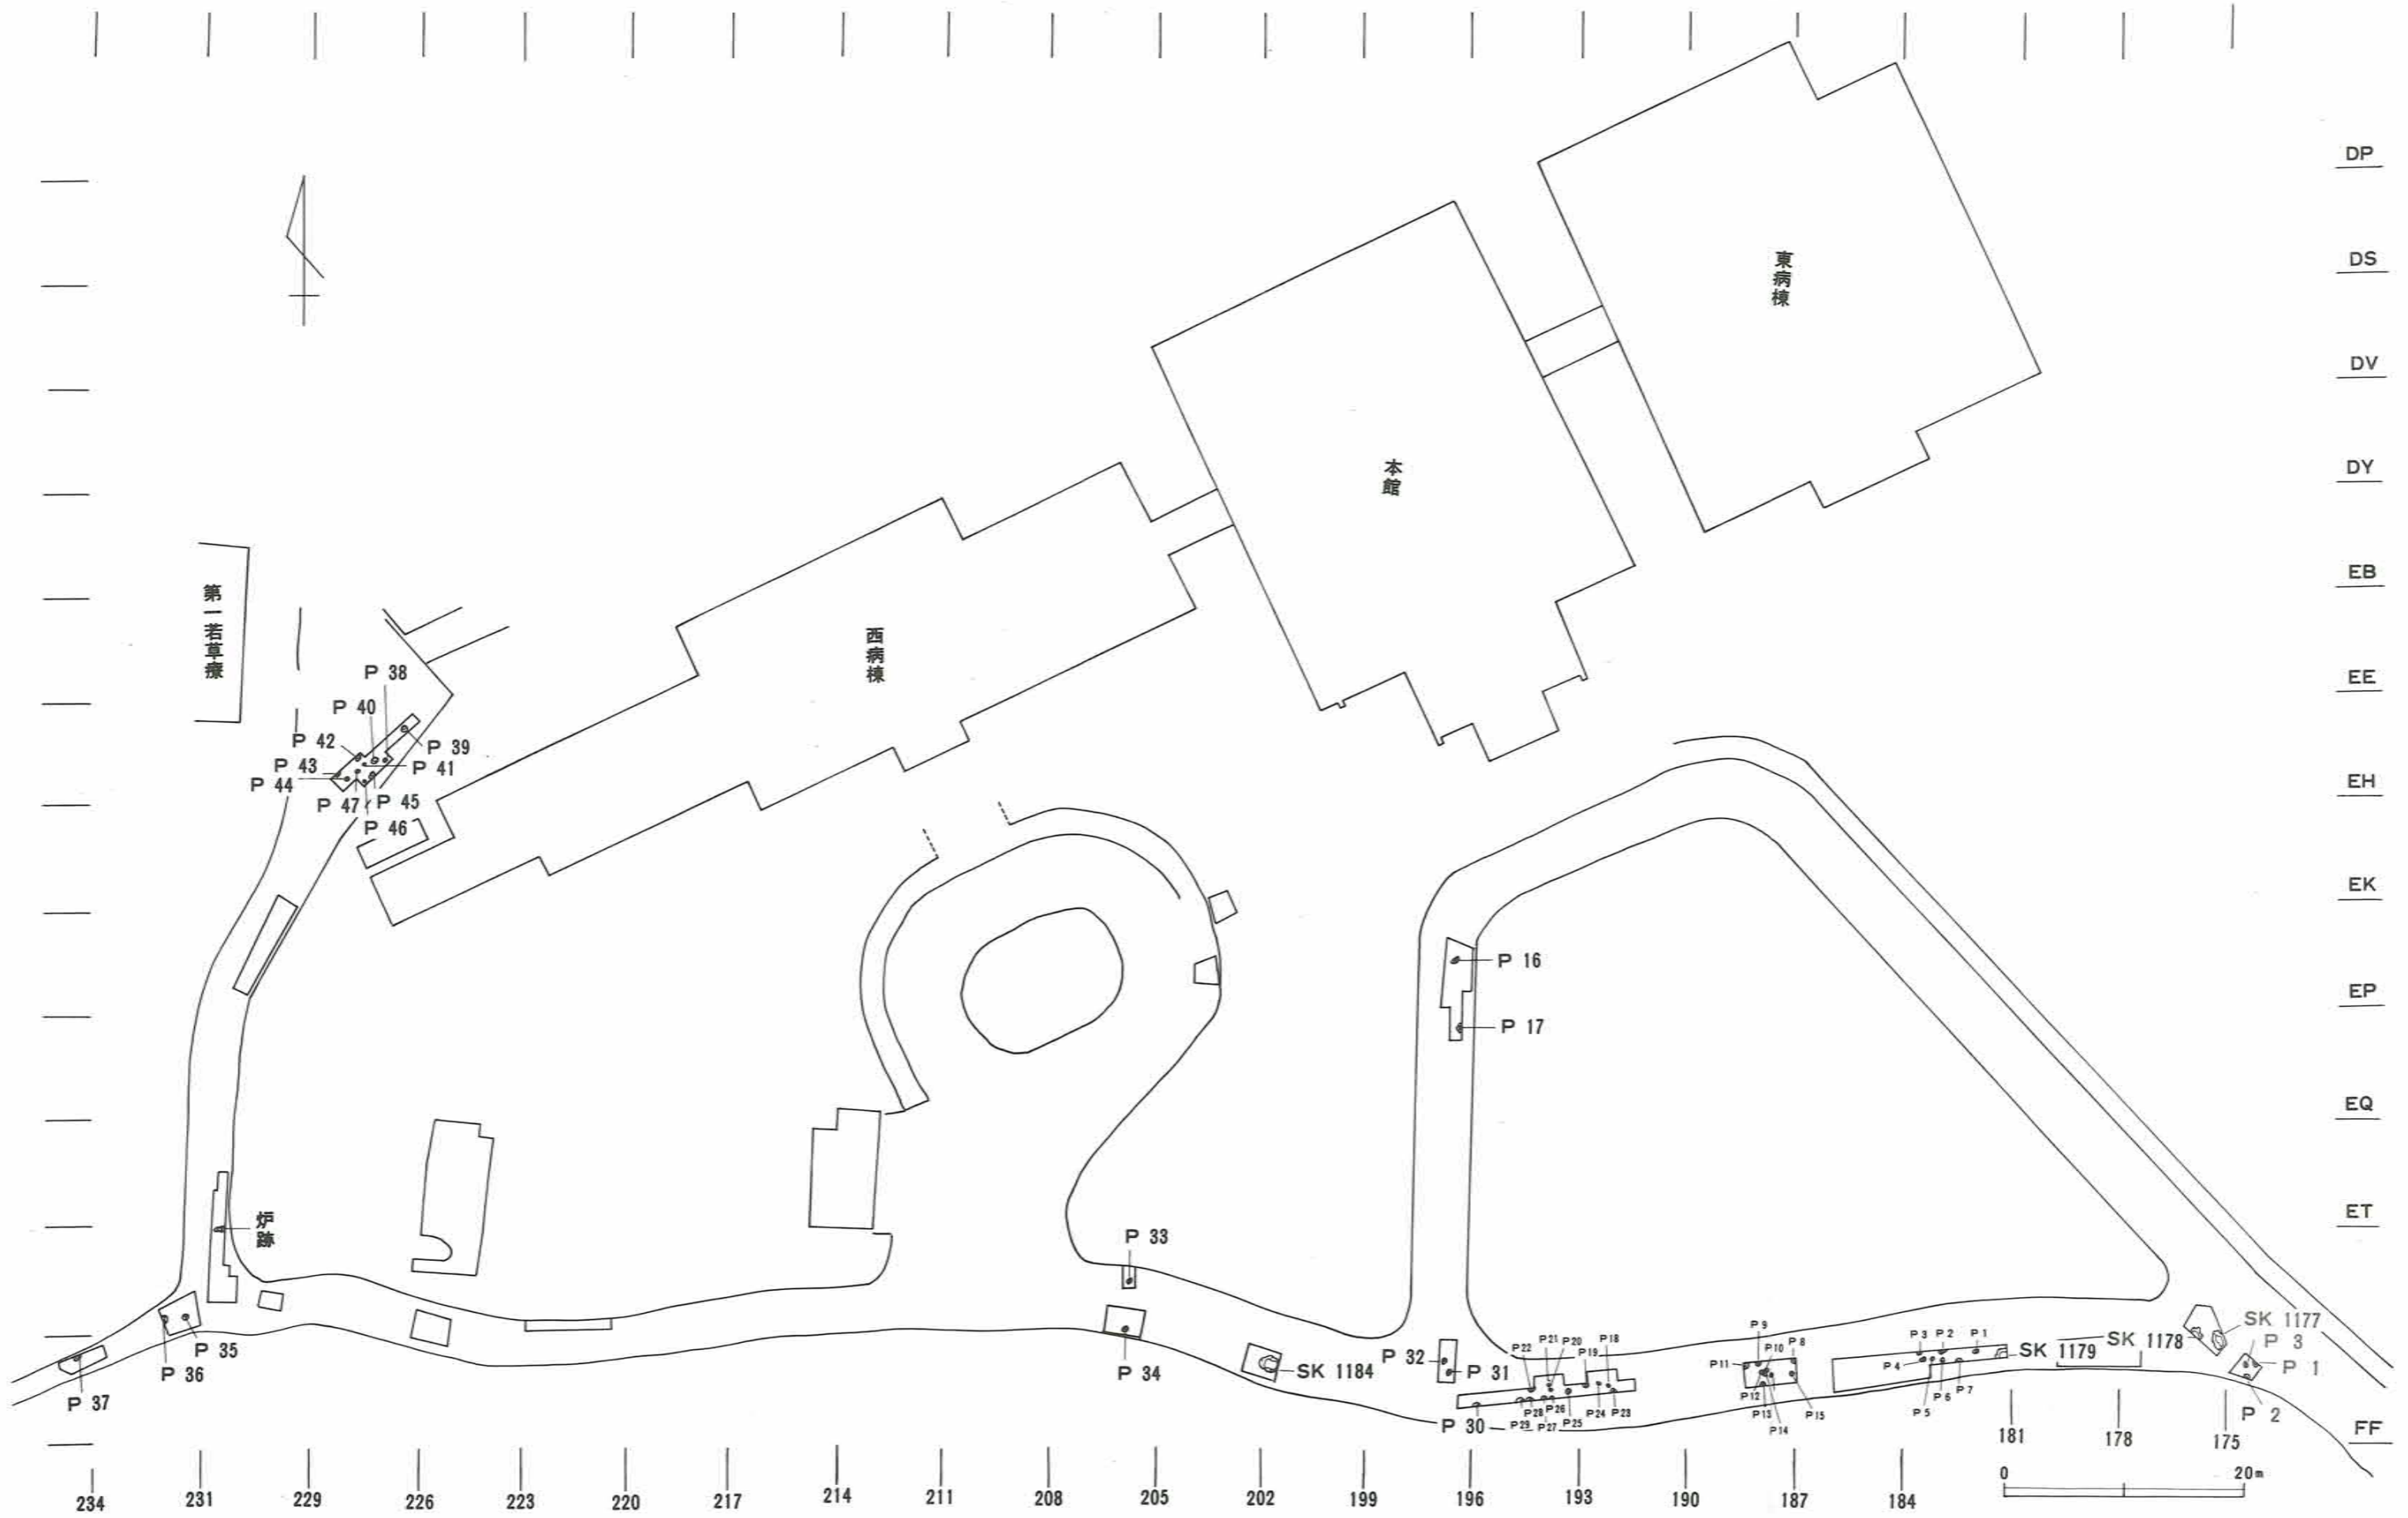 DP
東病棟
DS
DV
本館
DY
EB
第一若草療
西病棟
P 38
EE
P 40
P 42
P 39
P 43
P 41
P 44
EH
P 47
P 45
P 46
EK
P 16
EP
P 17
EQ
ET
炉跡
P 33
SK 1177
SK 1178
P 3
P 1
P 2
SK 1179
P 3
P 2
P 1
P 4
P 5
P 6
P 7
P 9
P 8
P 10
P 11
P 12
P 13
P 14
P 15
P 22
P 21
P 20
P 18
P 19
P 32
P 31
SK 1184
P 34
P 35
P 36
P 37
P 30
P 29
P 28
P 27
P 26
P 25
P 24
P 23
FF
181
178
175
0
20m
234
231
229
226
223
220
217
214
211
208
205
202
199
196
193
190
187
184